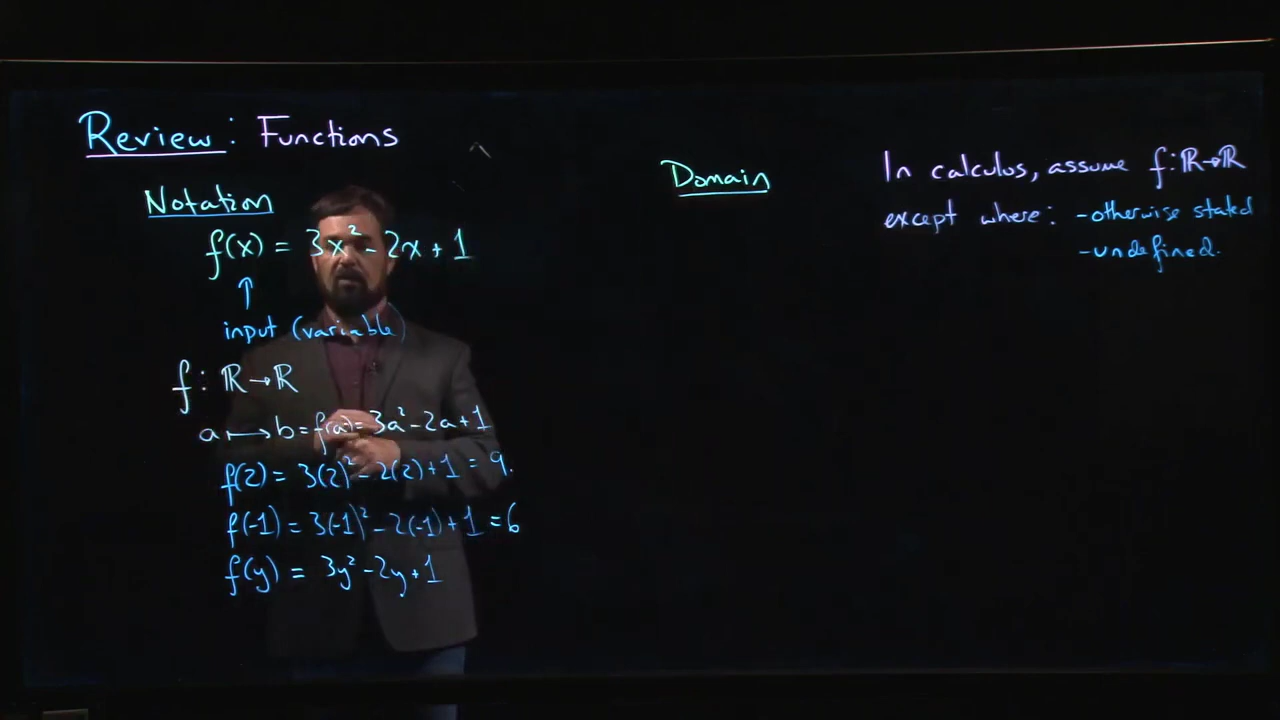 Review: Functions
Notation
f(x) = 3x² - 2x + 1
↑
input (variable)
f: ℝ→ℝ
a ↦ b = f(a) = 3a² - 2a + 1
f(2) = 3(2)² - 2(2) + 1 = 9.
f(-1) = 3(-1)² - 2(-1) + 1 = 6
f(y) = 3y² - 2y + 1
Domain
In calculus, assume f: ℝ→ℝ
except where: - otherwise stated
- undefined.